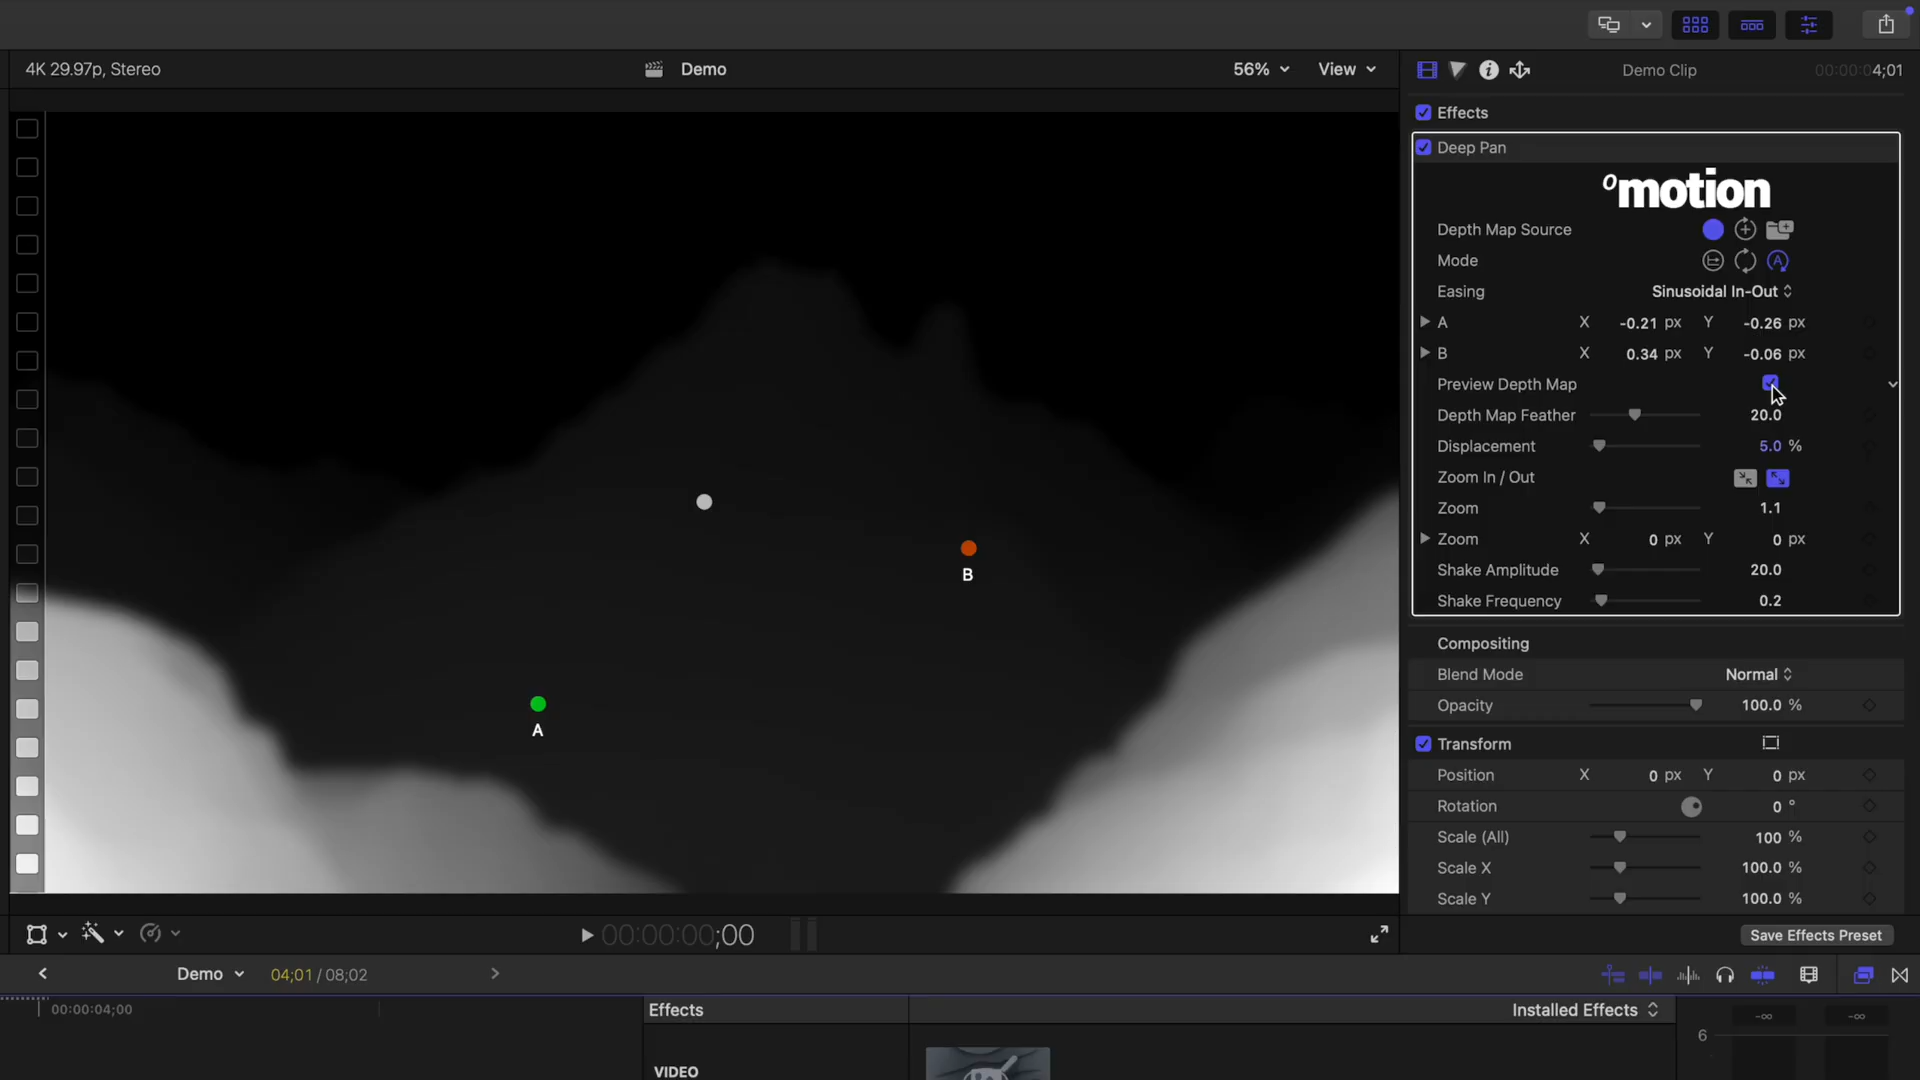 4K 29.97p, Stereo
Demo
56%
View
Demo Clip
00:00:04;01
Effects
Deep Pan
omotion
Depth Map Source
Mode
Easing
Sinusoidal In-Out
A X -0.21 px Y -0.26 px
B X 0.34 px Y -0.06 px
Preview Depth Map
Depth Map Feather 20.0
Displacement 5.0 %
Zoom In / Out
Zoom 1.1
Zoom X 0 px Y 0 px
Shake Amplitude 20.0
Shake Frequency 0.2
Compositing
Blend Mode Normal
Opacity 100.0 %
Transform
Position X 0 px Y 0 px
Rotation 0 °
Scale (All) 100 %
Scale X 100.0 %
Scale Y 100.0 %
Save Effects Preset
B
A
00:00:00;00
Demo
04;01 / 08;02
00:00:04;00
Effects
Installed Effects
VIDEO
-∞
-∞
6